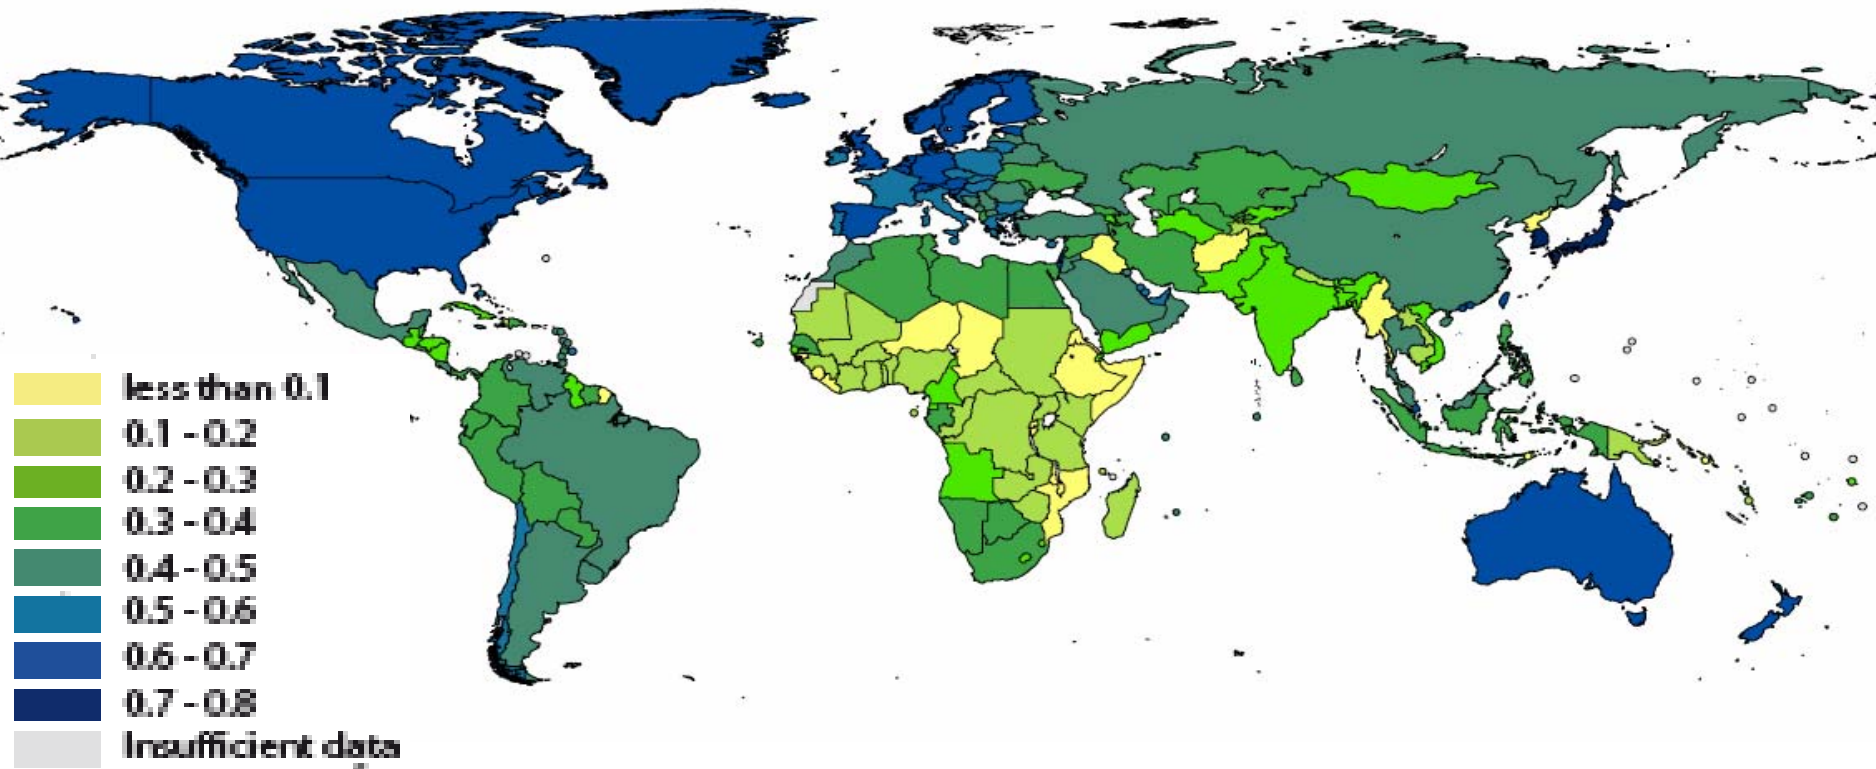 less than 0.1
0.1 - 0.2
0.2 - 0.3
0.3 - 0.4
0.4 - 0.5
0.5 - 0.6
0.6 - 0.7
0.7 - 0.8
Insufficient data